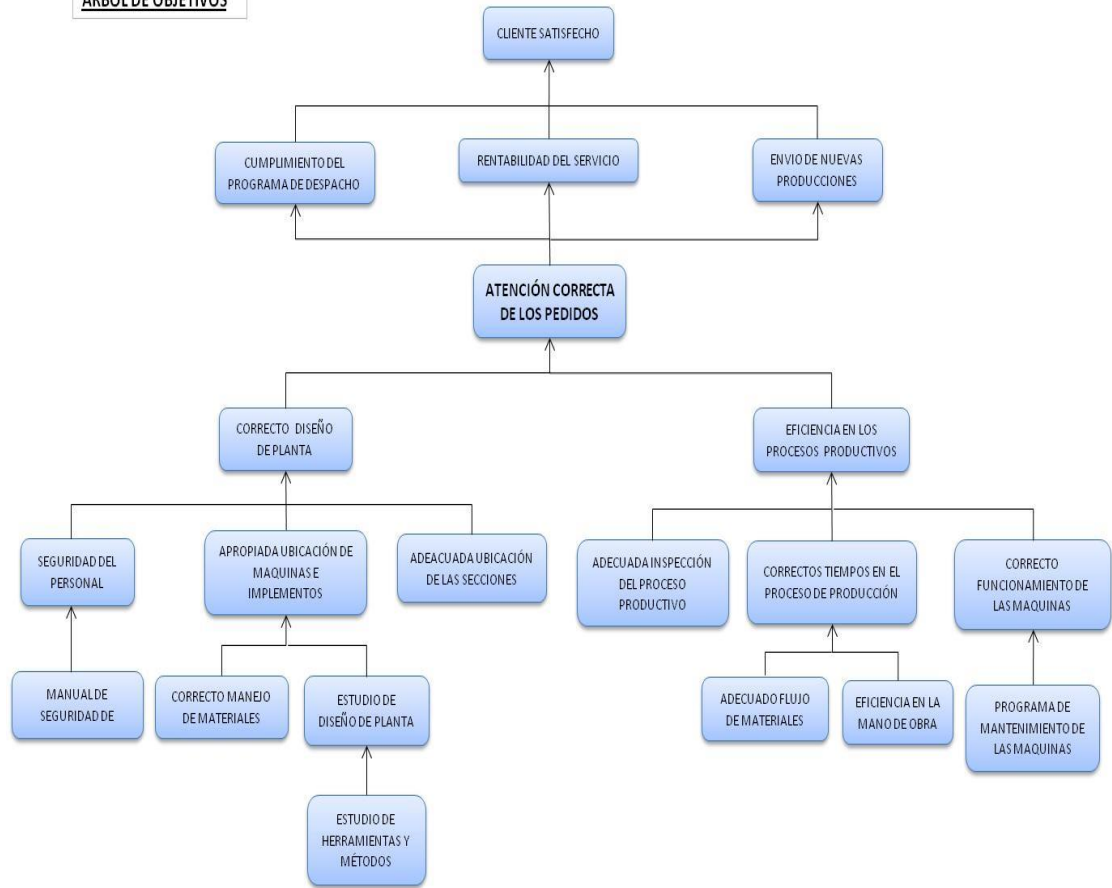 ÁRBOL DE OBJETIVOS
CLIENTE SATISFECHO
CUMPLIMIENTO DEL
PROGRAMA DE DESPACHO
RENTABILIDAD DEL SERVICIO
ENVIO DE NUEVAS
PRODUCCIONES
ATENCIÓN CORRECTA
DE LOS PEDIDOS
CORRECTO DISEÑO
DE PLANTA
EFICIENCIA EN LOS
PROCESOS PRODUCTIVOS
SEGURIDAD DEL
PERSONAL
APROPIADA UBICACIÓN DE
MAQUINAS E
IMPLEMENTOS
ADEACUADA UBICACIÓN
DE LAS SECCIONES
ADECUADA INSPECCIÓN
DEL PROCESO
PRODUCTIVO
CORRECTOS TIEMPOS EN EL
PROCESO DE PRODUCCIÓN
CORRECTO
FUNCIONAMIENTO DE
LAS MAQUINAS
MANUAL DE
SEGURIDAD DE
CORRECTO MANEJO
DE MATERIALES
ESTUDIO DE
DISEÑO DE PLANTA
ADECUADO FLUJO
DE MATERIALES
EFICIENCIA EN LA
MANO DE OBRA
PROGRAMA DE
MANTENIMIENTO DE
LAS MAQUINAS
ESTUDIO DE
HERRAMIENTAS Y
MÉTODOS